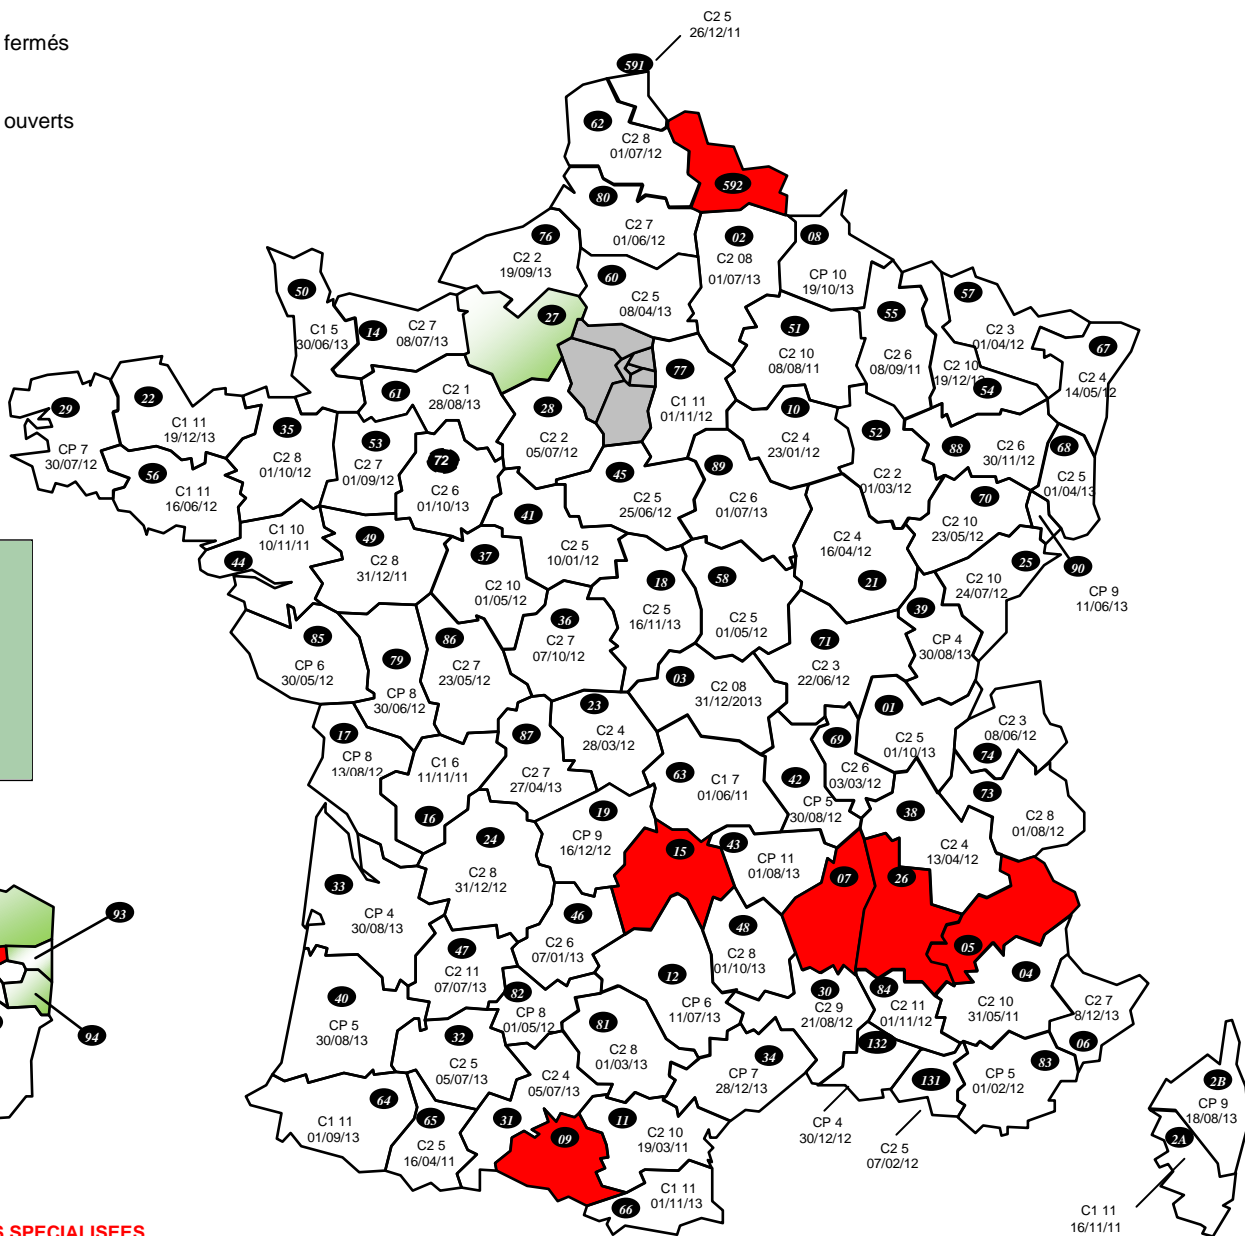 C2 5
26/12/11
fermés
591
ouverts
62
C2 8
01/07/12
592
80
C2 7
01/06/12
76
C2 2
19/09/13
02
C2 08
01/07/13
08
CP 10
19/10/13
60
C2 5
08/04/13
50
C1 5
30/06/13
14
C2 7
08/07/13
27
51
C2 10
08/08/11
55
C2 6
08/09/11
57
C2 3
01/04/12
67
C2 4
14/05/12
C2 10
19/12/12
54
77
C1 11
01/11/12
61
C2 1
28/08/13
29
CP 7
30/07/12
22
C1 11
19/12/13
35
C2 8
01/10/12
53
C2 7
01/09/12
72
C2 6
01/10/13
28
C2 2
05/07/12
10
C2 4
23/01/12
52
C2 2
01/03/12
88
C2 6
30/11/12
68
C2 5
01/04/13
56
C1 11
16/06/12
45
C2 5
25/06/12
89
C2 6
01/07/13
70
C2 10
23/05/12
41
C2 5
10/01/12
C1 10
10/11/11
44
49
C2 8
31/12/11
37
C2 10
01/05/12
18
C2 5
16/11/13
58
C2 5
01/05/12
C2 4
16/04/12
21
25
C2 10
24/07/12
90
CP 9
11/06/13
39
CP 4
30/08/13
85
CP 6
30/05/12
79
CP 8
30/06/12
86
C2 7
23/05/12
36
C2 7
07/10/12
71
C2 3
22/06/12
03
C2 08
31/12/2013
01
C2 5
01/10/13
C2 3
08/06/12
74
17
CP 8
13/08/12
C1 6
11/11/11
16
87
C2 7
27/04/13
23
C2 4
28/03/12
63
C1 7
01/06/11
42
CP 5
30/08/12
69
C2 6
03/03/12
73
C2 8
01/08/12
38
C2 4
13/04/12
24
C2 8
31/12/12
19
CP 9
16/12/12
15
43
CP 11
01/08/13
07
26
05
33
CP 4
30/08/13
93
46
C2 6
07/01/13
48
C2 8
01/10/13
47
C2 11
07/07/13
12
CP 6
11/07/13
04
C2 10
31/05/11
94
40
CP 5
30/08/13
82
CP 8
01/05/12
30
C2 9
21/08/12
84
C2 11
01/11/12
C2 7
8/12/13
06
32
C2 5
05/07/13
81
C2 8
01/03/13
34
CP 7
28/12/13
132
131
CP 5
01/02/12
83
C2 4
05/07/13
31
64
C1 11
01/09/13
65
C2 5
16/04/11
09
11
C2 10
19/03/11
CP 4
30/12/12
C2 5
07/02/12
2B
CP 9
18/08/13
2A
66
C1 11
01/11/13
C1 11
16/11/11
S SPECIALISEES